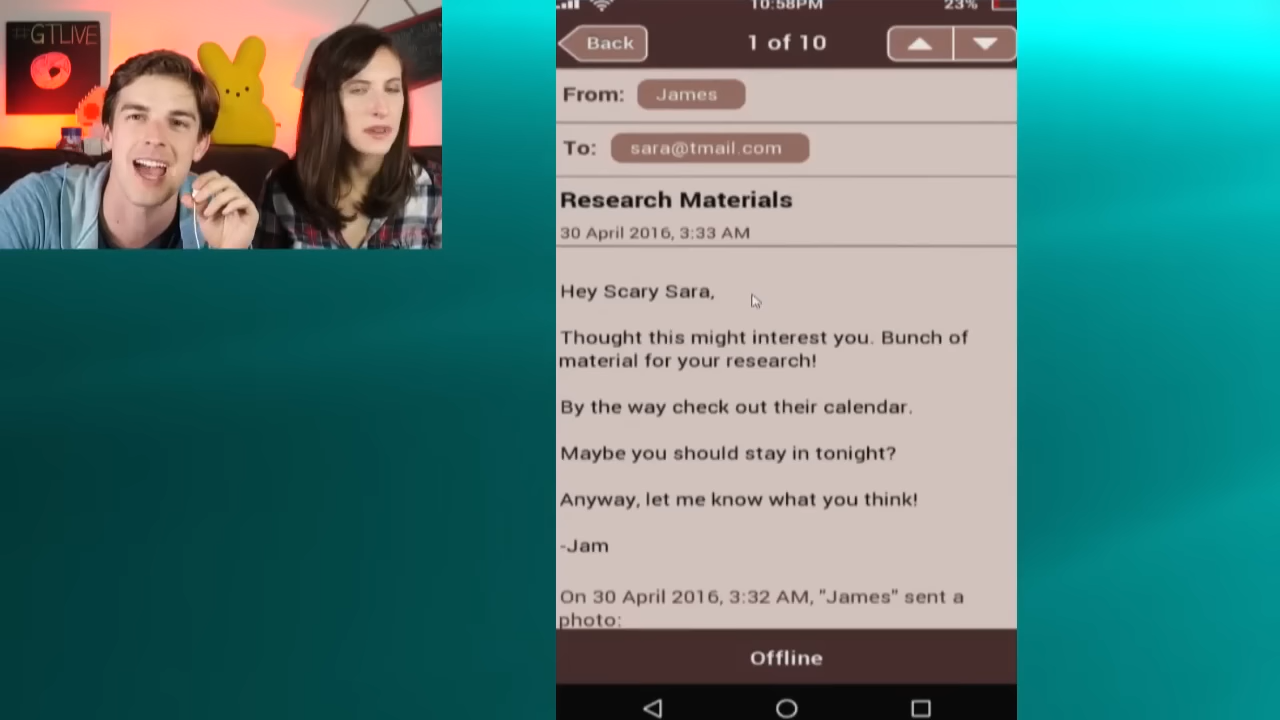 #GTLIVE
10:58PM
23%
Back
1 of 10
From: James
To: sara@tmail.com
Research Materials
30 April 2016, 3:33 AM
Hey Scary Sara,
Thought this might interest you. Bunch of
material for your research!
By the way check out their calendar.
Maybe you should stay in tonight?
Anyway, let me know what you think!
-Jam
On 30 April 2016, 3:32 AM, "James" sent a
photo:
Offline